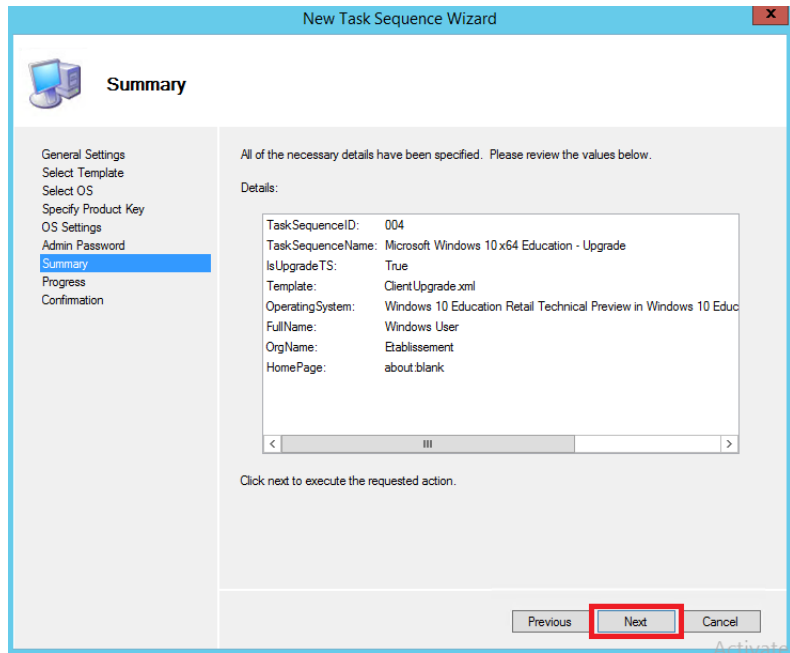 New Task Sequence Wizard
x
Summary
General Settings
Select Template
Select OS
Specify Product Key
OS Settings
Admin Password
Summary
Progress
Confirmation
All of the necessary details have been specified. Please review the values below.
Details:
TaskSequenceID: 004
TaskSequenceName: Microsoft Windows 10 x64 Education - Upgrade
IsUpgradeTS: True
Template: ClientUpgrade.xml
OperatingSystem: Windows 10 Education Retail Technical Preview in Windows 10 Educ
FullName: Windows User
OrgName: Etablissement
HomePage: about:blank
Click next to execute the requested action.
Previous Next Cancel
Activate